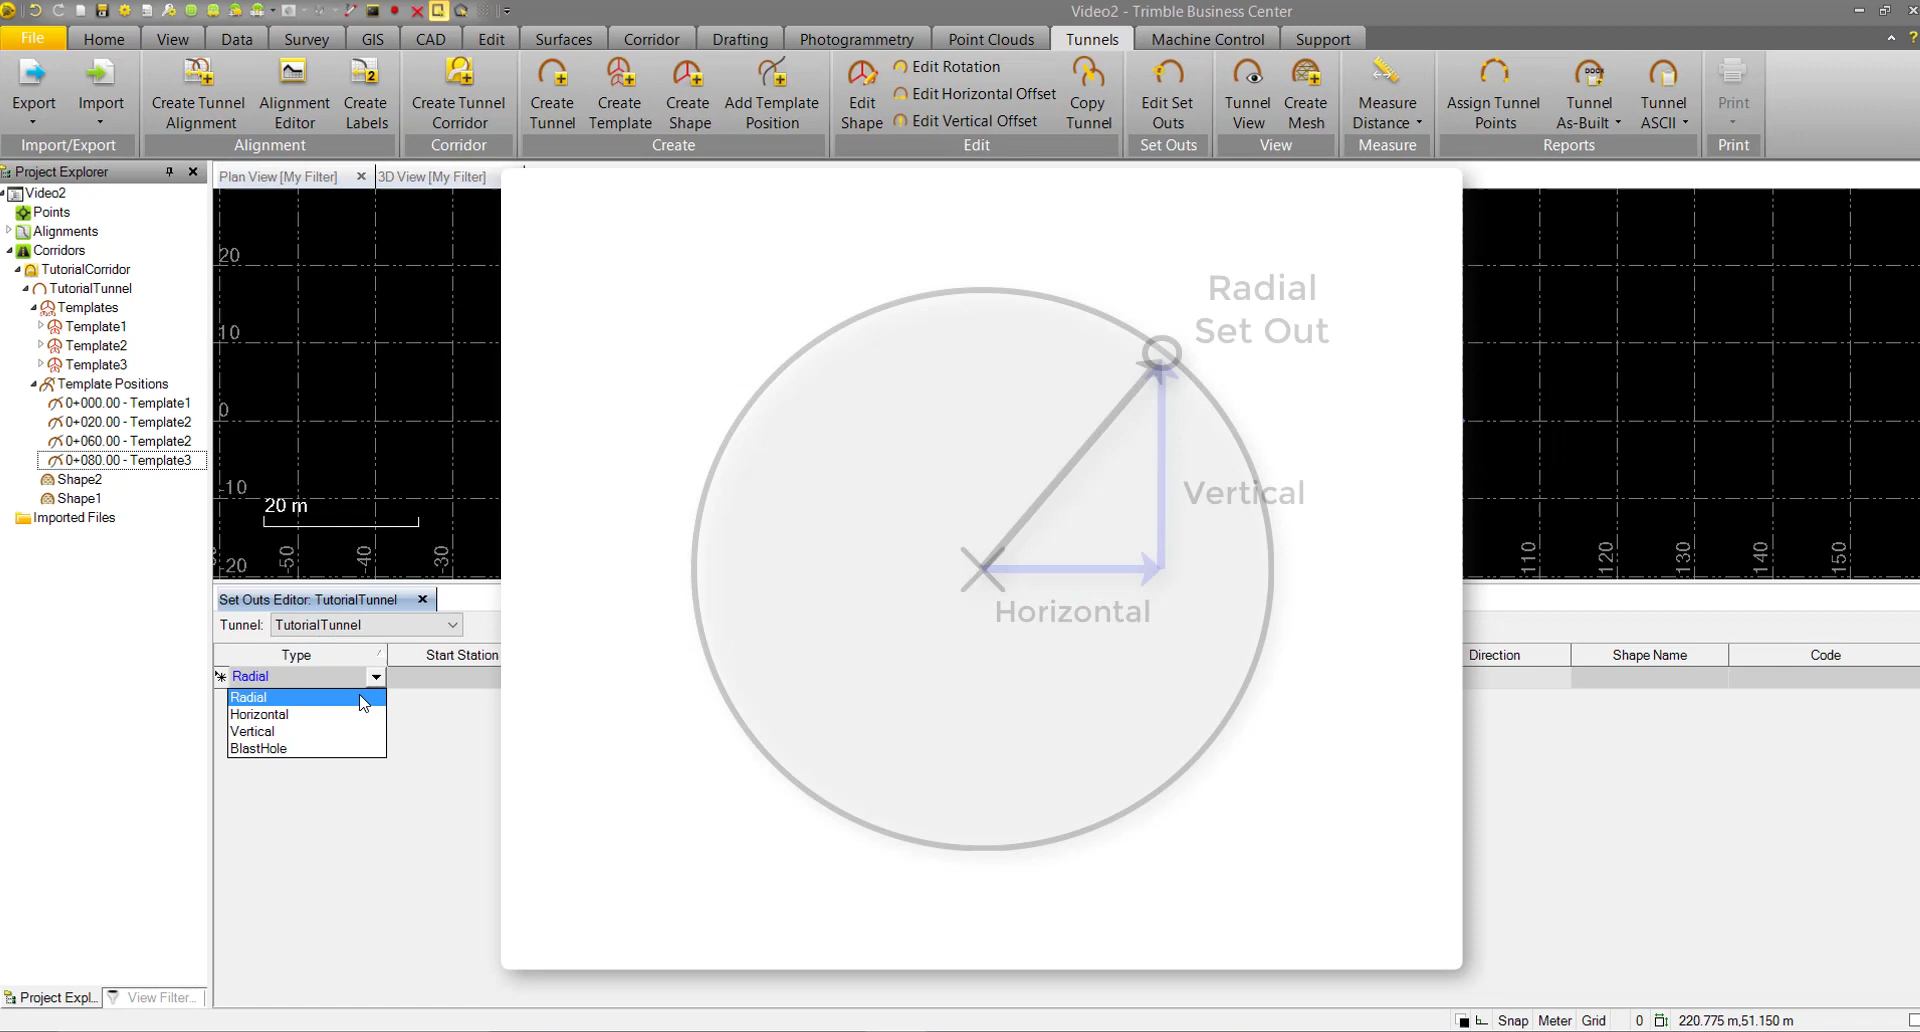 Video2 - Trimble Business Center
File Home View Data Survey GIS CAD Edit Surfaces Corridor Drafting Photogrammetry Point Clouds Tunnels Machine Control Support
Export
Import
Create Tunnel
Alignment
Alignment
Editor
Create
Labels
Create Tunnel
Corridor
Create
Tunnel
Create
Template
Create
Shape
Add Template
Position
Edit
Shape
Edit Rotation
Edit Horizontal Offset
Edit Vertical Offset
Copy
Tunnel
Edit Set
Outs
Tunnel
View
Create
Mesh
Measure
Distance
Assign Tunnel
Points
Tunnel
As-Built
Tunnel
ASCII
Print
Import/Export Alignment Corridor Create Edit Set Outs View Measure Reports Print
Project Explorer
Video2
Points
Alignments
Corridors
TutorialCorridor
TutorialTunnel
Templates
Template1
Template2
Template3
Template Positions
0+000.00 - Template1
0+020.00 - Template2
0+060.00 - Template2
0+080.00 - Template3
Shape2
Shape1
Imported Files
Project Expl...
View Filter...
Plan View [My Filter]
3D View [My Filter]
20
10
0
-10
-20
20 m
-50
-40
-30
110
120
130
140
150
Radial
Set Out
Vertical
Horizontal
Set Outs Editor: TutorialTunnel
Tunnel: TutorialTunnel
Type Start Station Direction Shape Name Code
Radial
Radial
Horizontal
Vertical
BlastHole
Snap Meter Grid 0 220.775 m,51.150 m